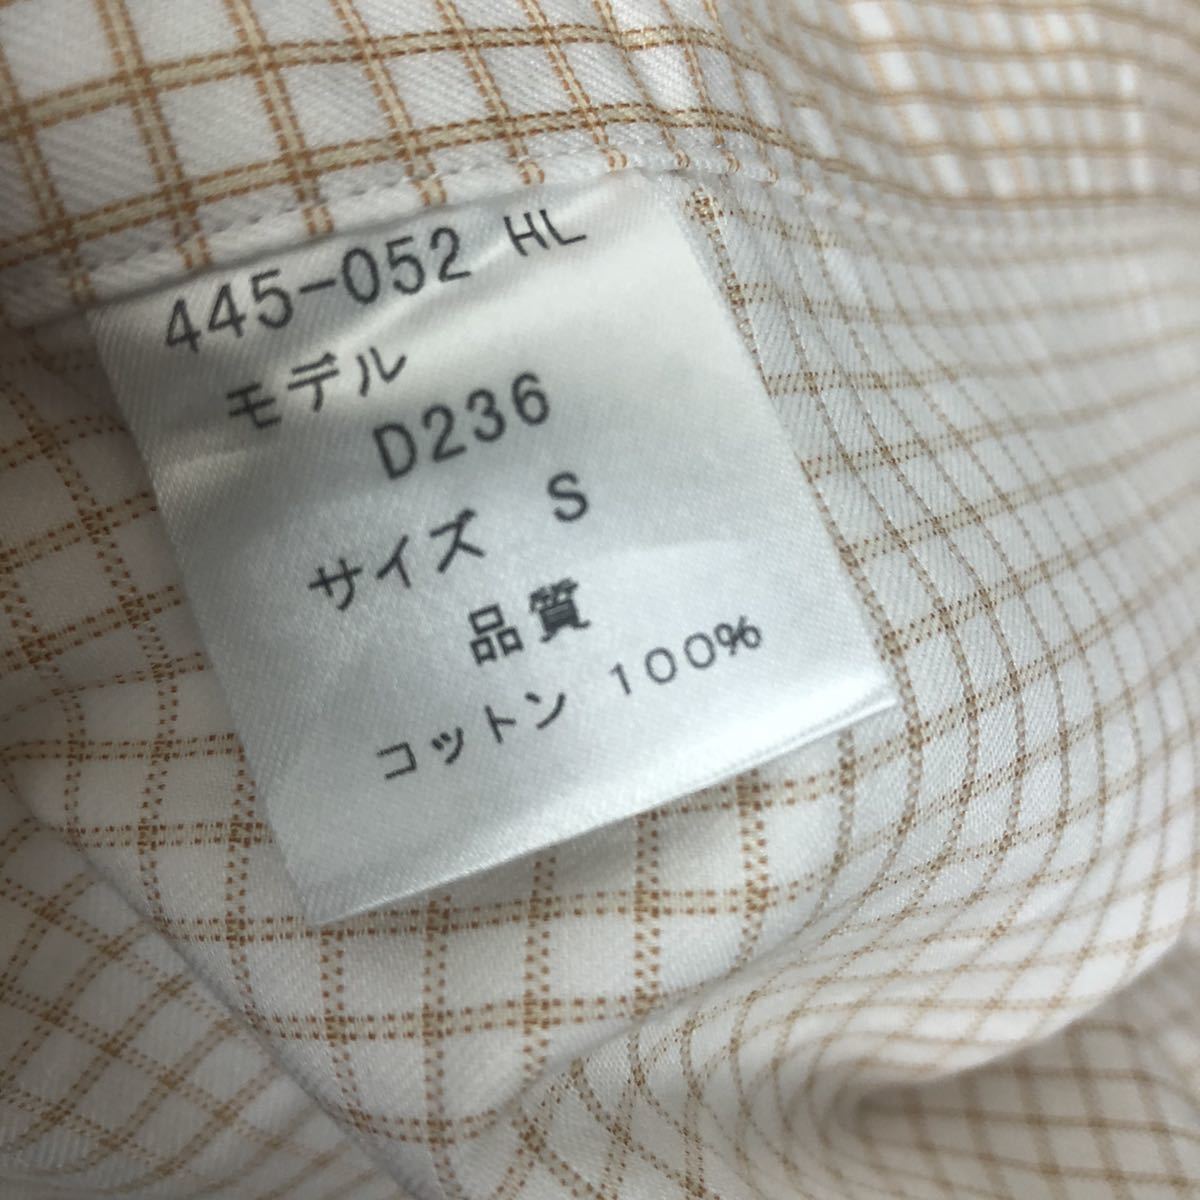 445-052 HL
モデル
D236
サイズ S
品質
コットン 100%